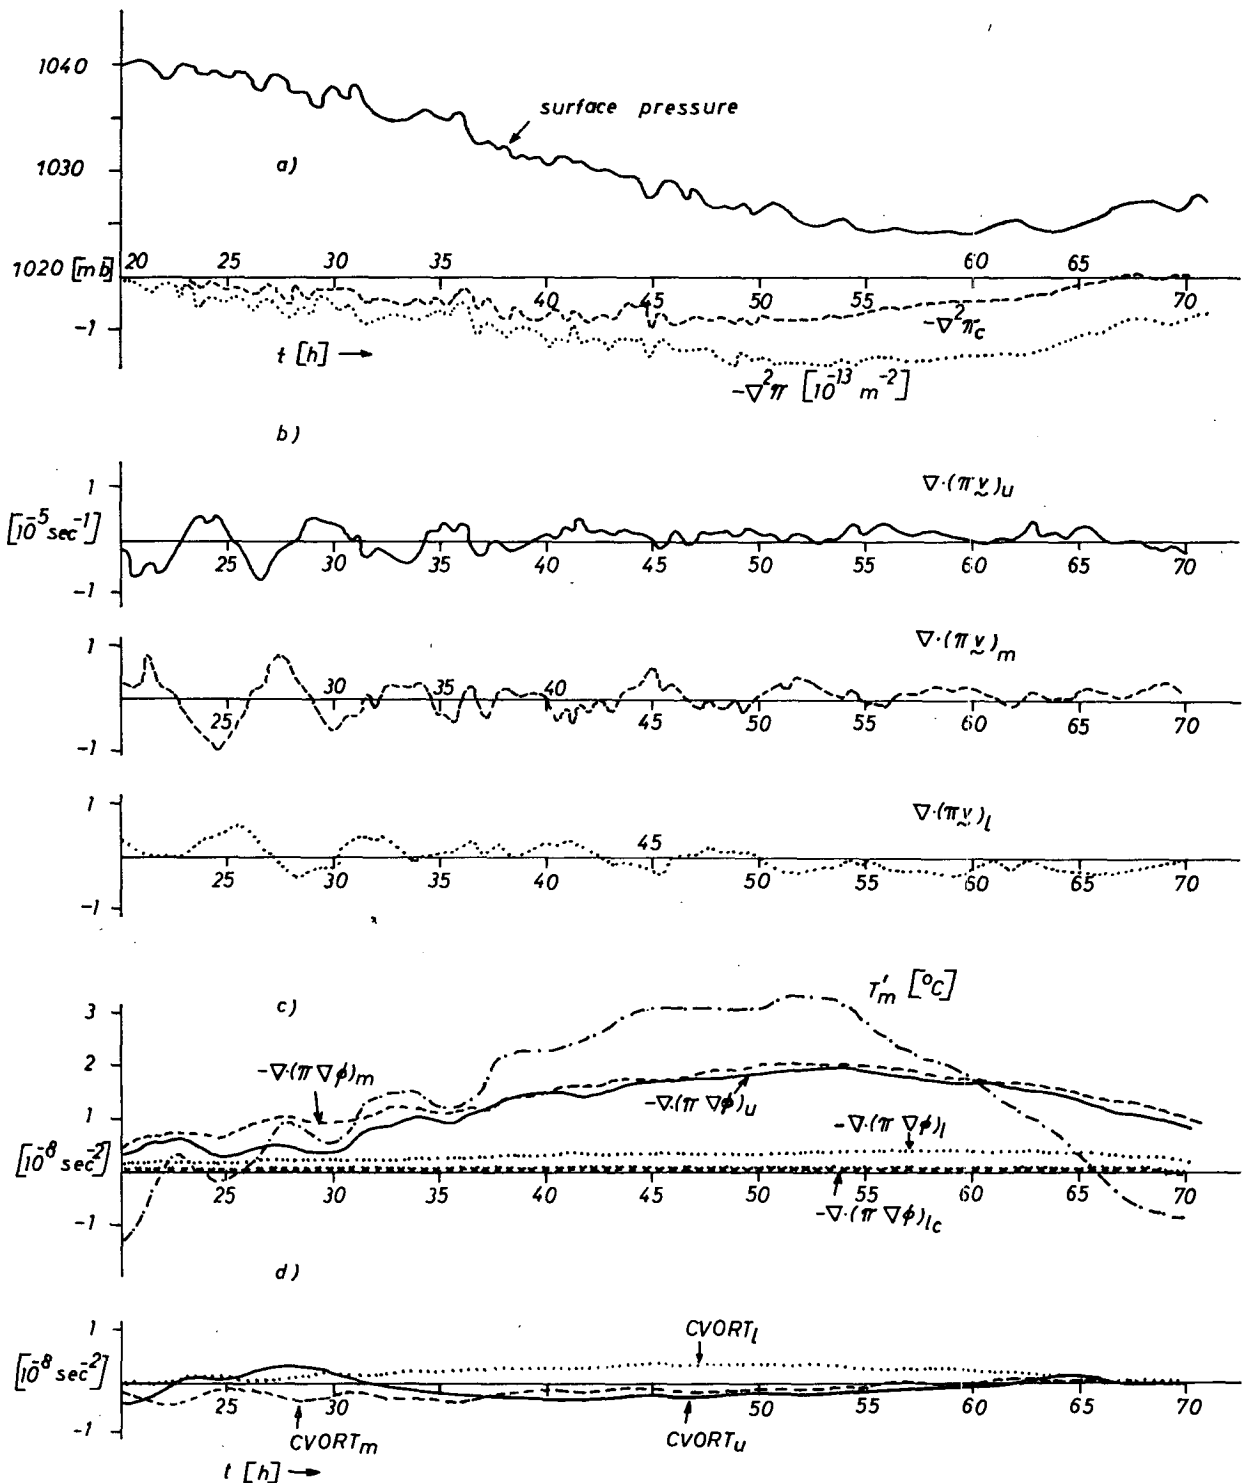 1040
surface pressure
a)
1030
1020 [mb] 20 25 30 35 60 65
40 45 50 55 70
-1
-∇²π_c
t [h] →
-∇²π [10⁻¹³ m⁻²]
b)
1
∇·(π v̰)_u
[10⁻⁵ sec⁻¹]
25 30 35 40 45 50 55 60 65 70
-1
1
∇·(π v̰)_m
30 35 40
25 45 50 55 60 65 70
-1
1
∇·(π v̰)_l
45
25 30 35 40 50 55 60 65 70
-1
T'_m [°C]
c)
3
2
-∇·(π ∇ϕ)_m
-∇·(π ∇ϕ)_u
1
-∇·(π ∇ϕ)_l
[10⁻⁸ sec⁻²]
25 30 35 40 45 50 55 60 65 70
-∇·(π ∇ϕ)_lc
-1
d)
1
CVORT_l
[10⁻⁸ sec⁻²]
25 30 50 55 60 65 70
-1
CVORT_m
CVORT_u
t [h] →